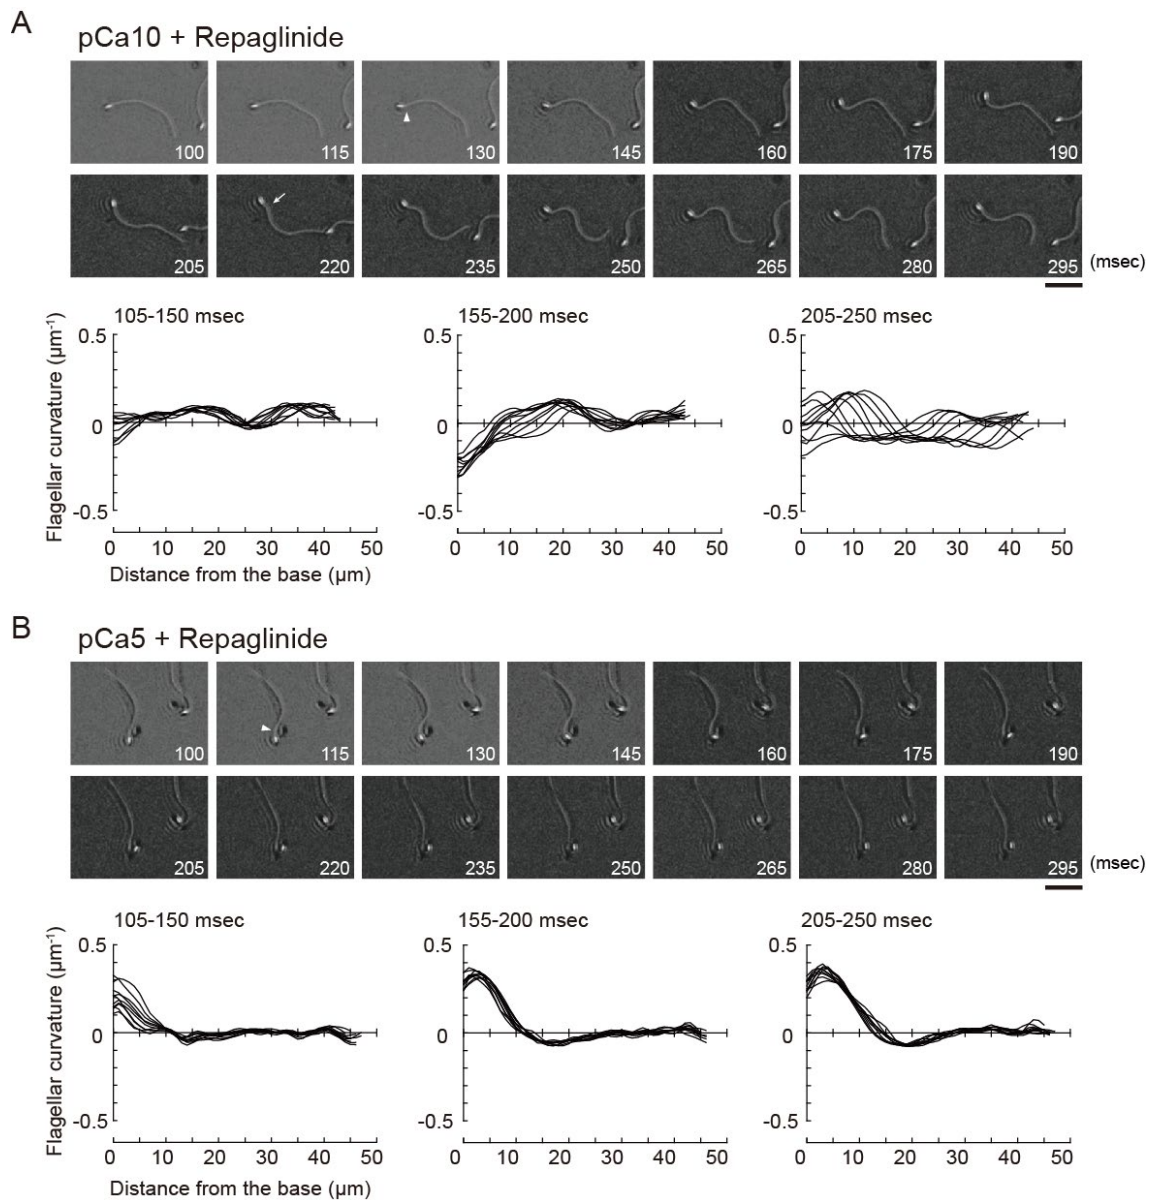 A
pCa10 + Repaglinide
100 115 130 145 160 175 190
205 220 235 250 265 280 295 (msec)
105-150 msec 155-200 msec 205-250 msec
Flagellar curvature (µm⁻¹)
0.5 0.5 0.5
0 0 0
-0.5 -0.5 -0.5
0 10 20 30 40 50 0 10 20 30 40 50 0 10 20 30 40 50
Distance from the base (µm)
B
pCa5 + Repaglinide
100 115 130 145 160 175 190
205 220 235 250 265 280 295 (msec)
105-150 msec 155-200 msec 205-250 msec
Flagellar curvature (µm⁻¹)
0.5 0.5 0.5
0 0 0
-0.5 -0.5 -0.5
0 10 20 30 40 50 0 10 20 30 40 50 0 10 20 30 40 50
Distance from the base (µm)